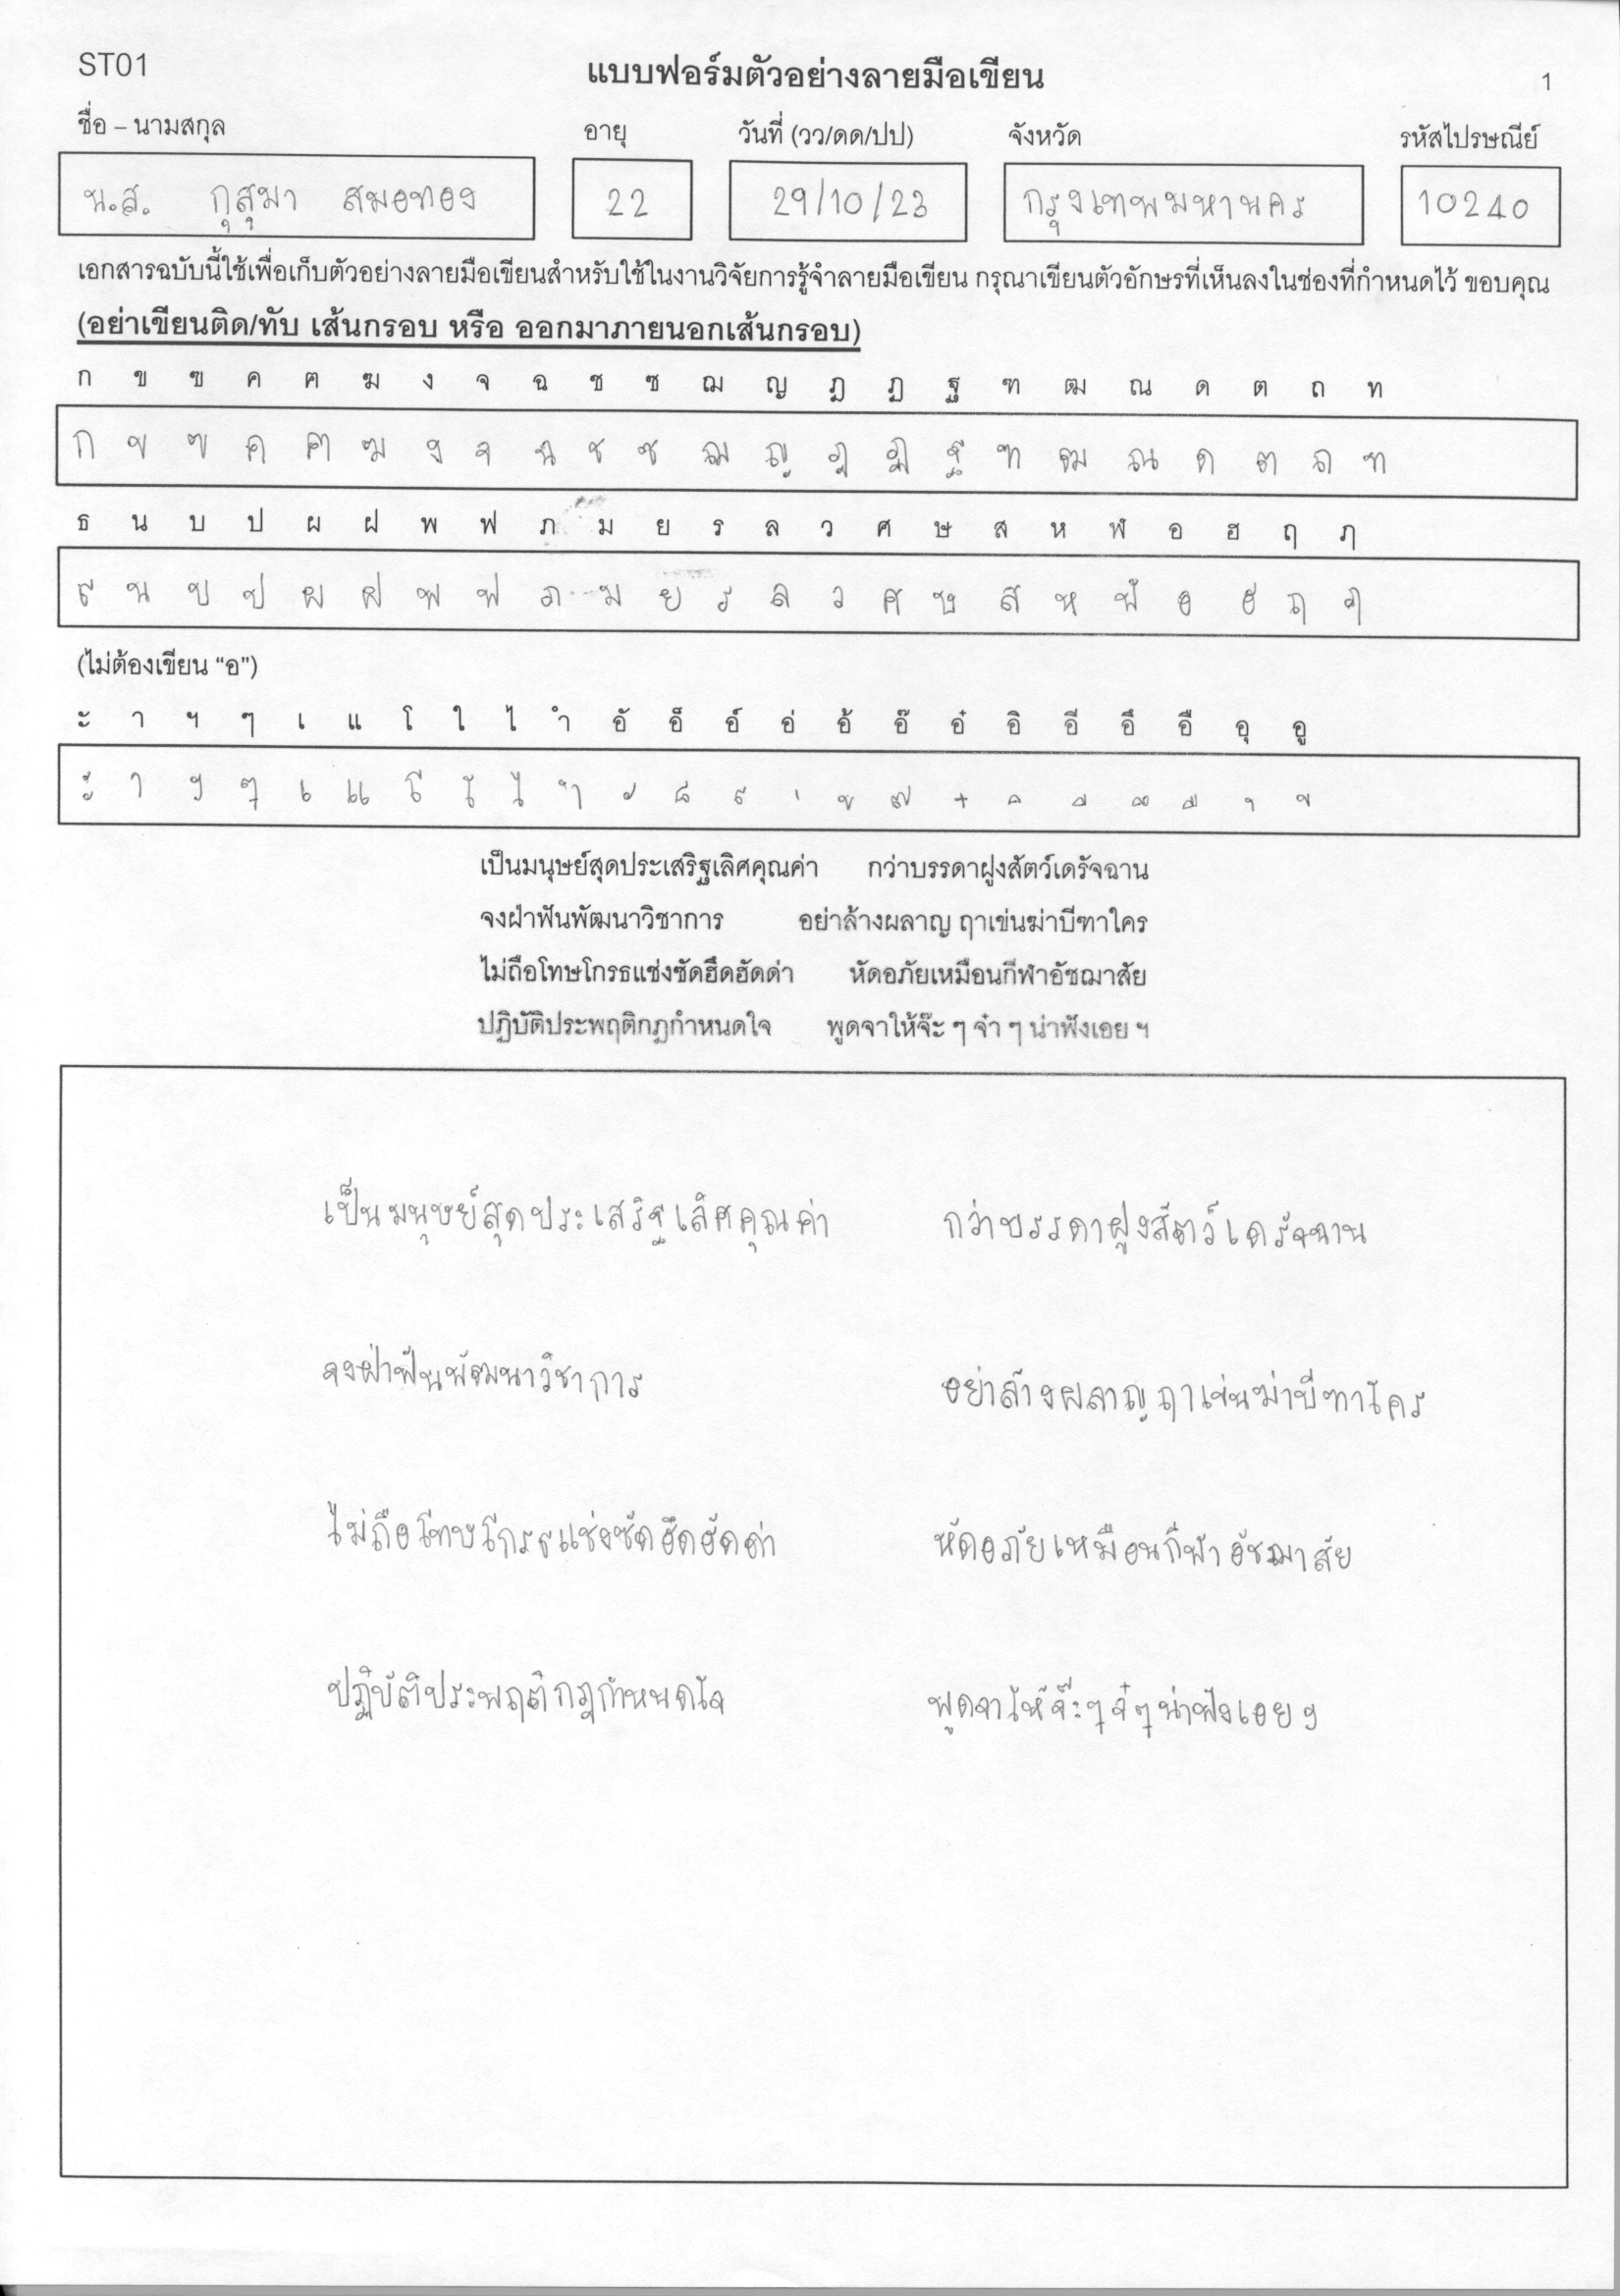 ST01 แบบฟอร์มตัวอย่างลายมือเขียน 1
ชื่อ – นามสกุล อายุ วันที่ (วว/ดด/ปป) จังหวัด รหัสไปรษณีย์
น.ส. กุสุมา สมอทอง 22 29/10/23 กรุงเทพมหานคร 10240
เอกสารฉบับนี้ใช้เพื่อเก็บตัวอย่างลายมือเขียนสำหรับใช้ในงานวิจัยการรู้จำลายมือเขียน กรุณาเขียนตัวอักษรที่เห็นลงในช่องที่กำหนดไว้ ขอบคุณ
(อย่าเขียนติด/ทับ เส้นกรอบ หรือ ออกมาภายนอกเส้นกรอบ)
ก ข ฃ ค ฅ ฆ ง จ ฉ ช ซ ฌ ญ ฎ ฏ ฐ ฑ ฒ ณ ด ต ถ ท
ก ข ฃ ค ฅ ฆ ง จ ฉ ช ซ ฌ ญ ฎ ฏ ฐ ฑ ฒ ณ ด ต ถ ท
ธ น บ ป ผ ฝ พ ฟ ภ ม ย ร ล ว ศ ษ ส ห ฬ อ ฮ ฤ ฦ
ธ น บ ป ผ ฝ พ ฟ ภ ม ย ร ล ว ศ ษ ส ห ฬ อ ฮ ฤ ฦ
(ไม่ต้องเขียน “อ”)
ะ า ฯ ๆ เ แ โ ใ ไ ำ อั อ็ อ์ อ่ อ้ อ๊ อ๋ อิ อี อึ อื อุ อู
ะ า ฯ ๆ เ แ โ ใ ไ ำ ั ็ ์ ่ ้ ๊ ๋ ิ ี ึ ื ุ ู
เป็นมนุษย์สุดประเสริฐเลิศคุณค่า กว่าบรรดาฝูงสัตว์เดรัจฉาน
จงฝ่าฟันพัฒนาวิชาการ อย่าล้างผลาญ ฤาเข่นฆ่าบีฑาใคร
ไม่ถือโทษโกรธแช่งซัดฮึดฮัดด่า หัดอภัยเหมือนกีฬาอัชฌาสัย
ปฏิบัติประพฤติกฎกำหนดใจ พูดจาให้จ๊ะ ๆ จ๋า ๆ น่าฟังเอย ฯ
เป็นมนุษย์สุดประเสริฐเลิศคุณค่า กว่าบรรดาฝูงสัตว์เดรัจฉาน
จงฝ่าฟันพัฒนาวิชาการ อย่าล้างผลาญฤาเข่นฆ่าบีฑาใคร
ไม่ถือโทษโกรธแช่งซัดฮึดฮัดด่า หัดอภัยเหมือนกีฬาอัชฌาสัย
ปฏิบัติประพฤติกฎกำหนดใจ พูดจาให้จ๊ะๆจ๋ๆน่าฟังเอยฯ